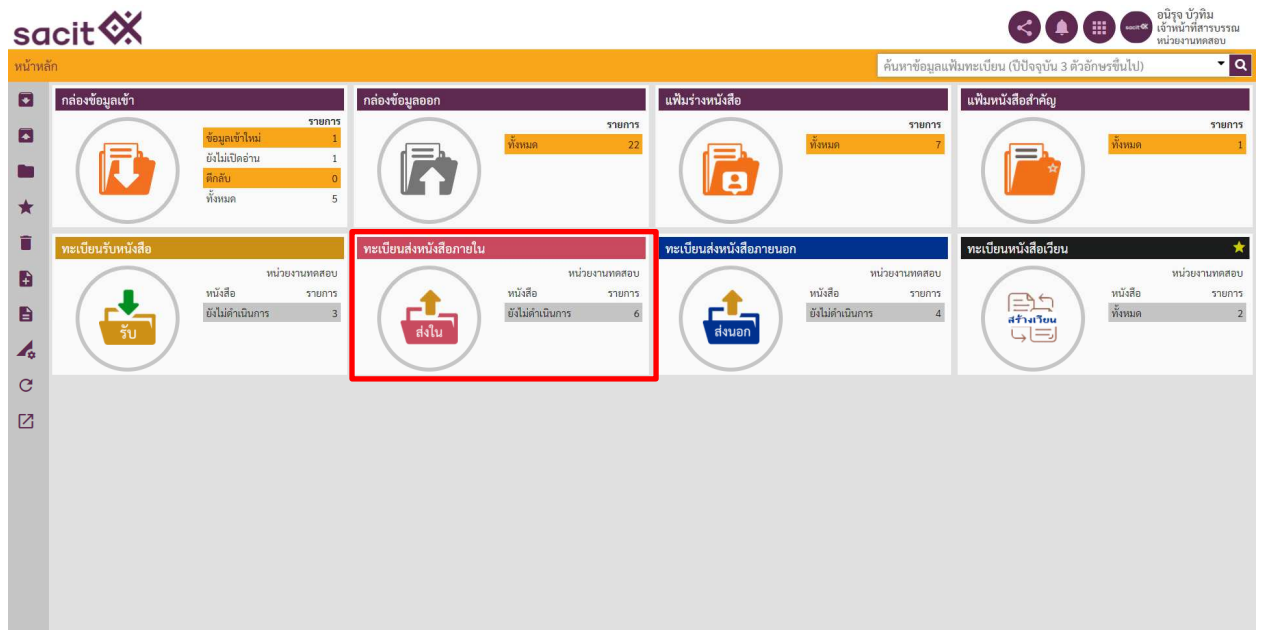 sacit
อนิรุจ บัวทิม
เจ้าหน้าที่สารบรรณ
หน่วยงานทดสอบ
หน้าหลัก
ค้นหาข้อมูลแฟ้มทะเบียน (ปีปัจจุบัน 3 ตัวอักษรขึ้นไป)
กล่องข้อมูลเข้า
รายการ
ข้อมูลเข้าใหม่ 1
ยังไม่เปิดอ่าน 1
ตีกลับ 0
ทั้งหมด 5
กล่องข้อมูลออก
รายการ
ทั้งหมด 22
แฟ้มร่างหนังสือ
รายการ
ทั้งหมด 7
แฟ้มหนังสือสำคัญ
รายการ
ทั้งหมด 1
ทะเบียนรับหนังสือ
หน่วยงานทดสอบ
หนังสือ รายการ
ยังไม่ดำเนินการ 3
รับ
ทะเบียนส่งหนังสือภายใน
หน่วยงานทดสอบ
หนังสือ รายการ
ยังไม่ดำเนินการ 6
ส่งใน
ทะเบียนส่งหนังสือภายนอก
หน่วยงานทดสอบ
หนังสือ รายการ
ยังไม่ดำเนินการ 4
ส่งนอก
ทะเบียนหนังสือเวียน
หน่วยงานทดสอบ
หนังสือ รายการ
ทั้งหมด 2
สร้างเวียน